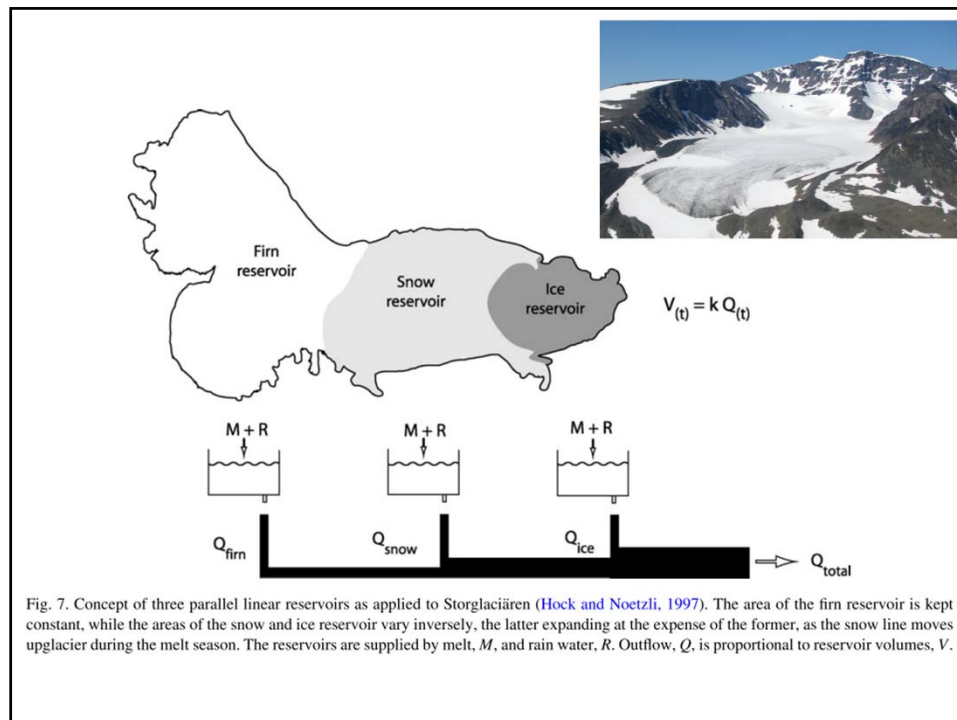 Firn
reservoir
Snow
reservoir
Ice
reservoir
V(t) = k Q(t)
M + R
M + R
M + R
Qfirn
Qsnow
Qice
Qtotal
Fig. 7. Concept of three parallel linear reservoirs as applied to Storglaciären (Hock and Noetzli, 1997). The area of the firn reservoir is kept
constant, while the areas of the snow and ice reservoir vary inversely, the latter expanding at the expense of the former, as the snow line moves
upglacier during the melt season. The reservoirs are supplied by melt, M, and rain water, R. Outflow, Q, is proportional to reservoir volumes, V.